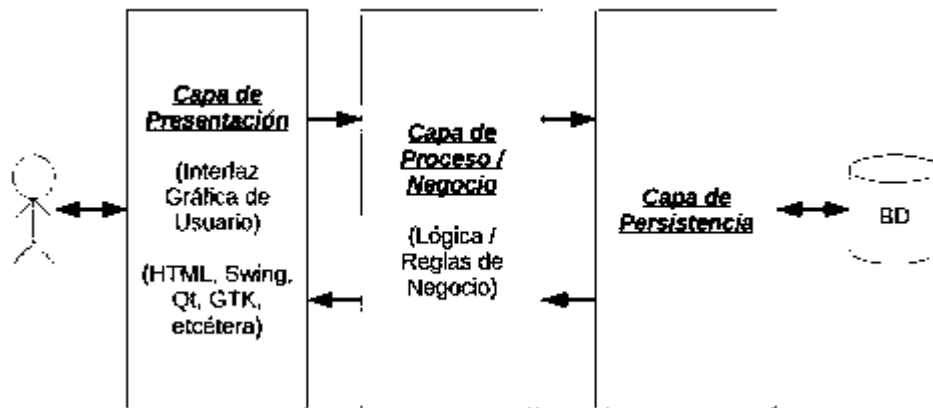 Capa de
Presentación
(Interfaz
Gráfica de
Usuario)
(HTML, Swing,
Qt, GTK,
etcétera)
Capa de
Proceso /
Negocio
(Lógica /
Reglas de
Negocio)
Capa de
Persistencia
BD